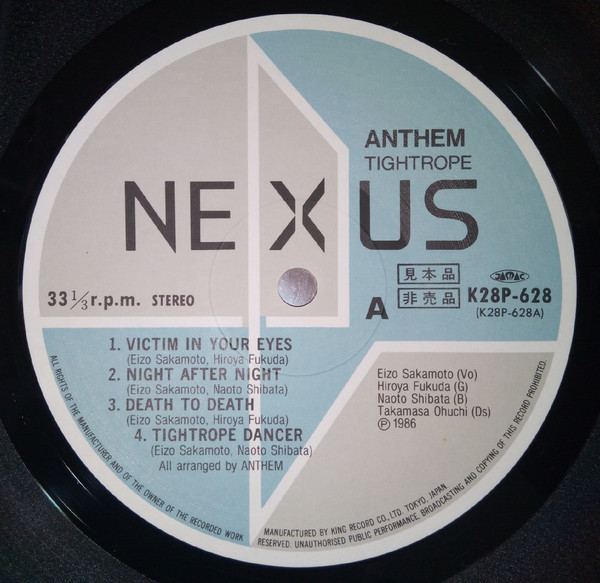 ANTHEM
TIGHTROPE
NEXUS
33 1/3 r.p.m. STEREO
見本品
非売品
JAMAC
A
K28P-628
(K28P-628A)
1. VICTIM IN YOUR EYES
(Eizo Sakamoto, Hiroya Fukuda)
2. NIGHT AFTER NIGHT
(Eizo Sakamoto, Naoto Shibata)
3. DEATH TO DEATH
(Eizo Sakamoto, Hiroya Fukuda)
4. TIGHTROPE DANCER
(Eizo Sakamoto, Naoto Shibata)
All arranged by ANTHEM
Eizo Sakamoto (Vo)
Hiroya Fukuda (G)
Naoto Shibata (B)
Takamasa Ohuchi (Ds)
Ⓟ 1986
ALL RIGHTS OF THE MANUFACTURER AND OF THE OWNER OF THE RECORDED WORK
RESERVED. UNAUTHORISED PUBLIC PERFORMANCE, BROADCASTING AND COPYING OF THIS RECORD PROHIBITED.
MANUFACTURED BY KING RECORD CO., LTD. TOKYO, JAPAN